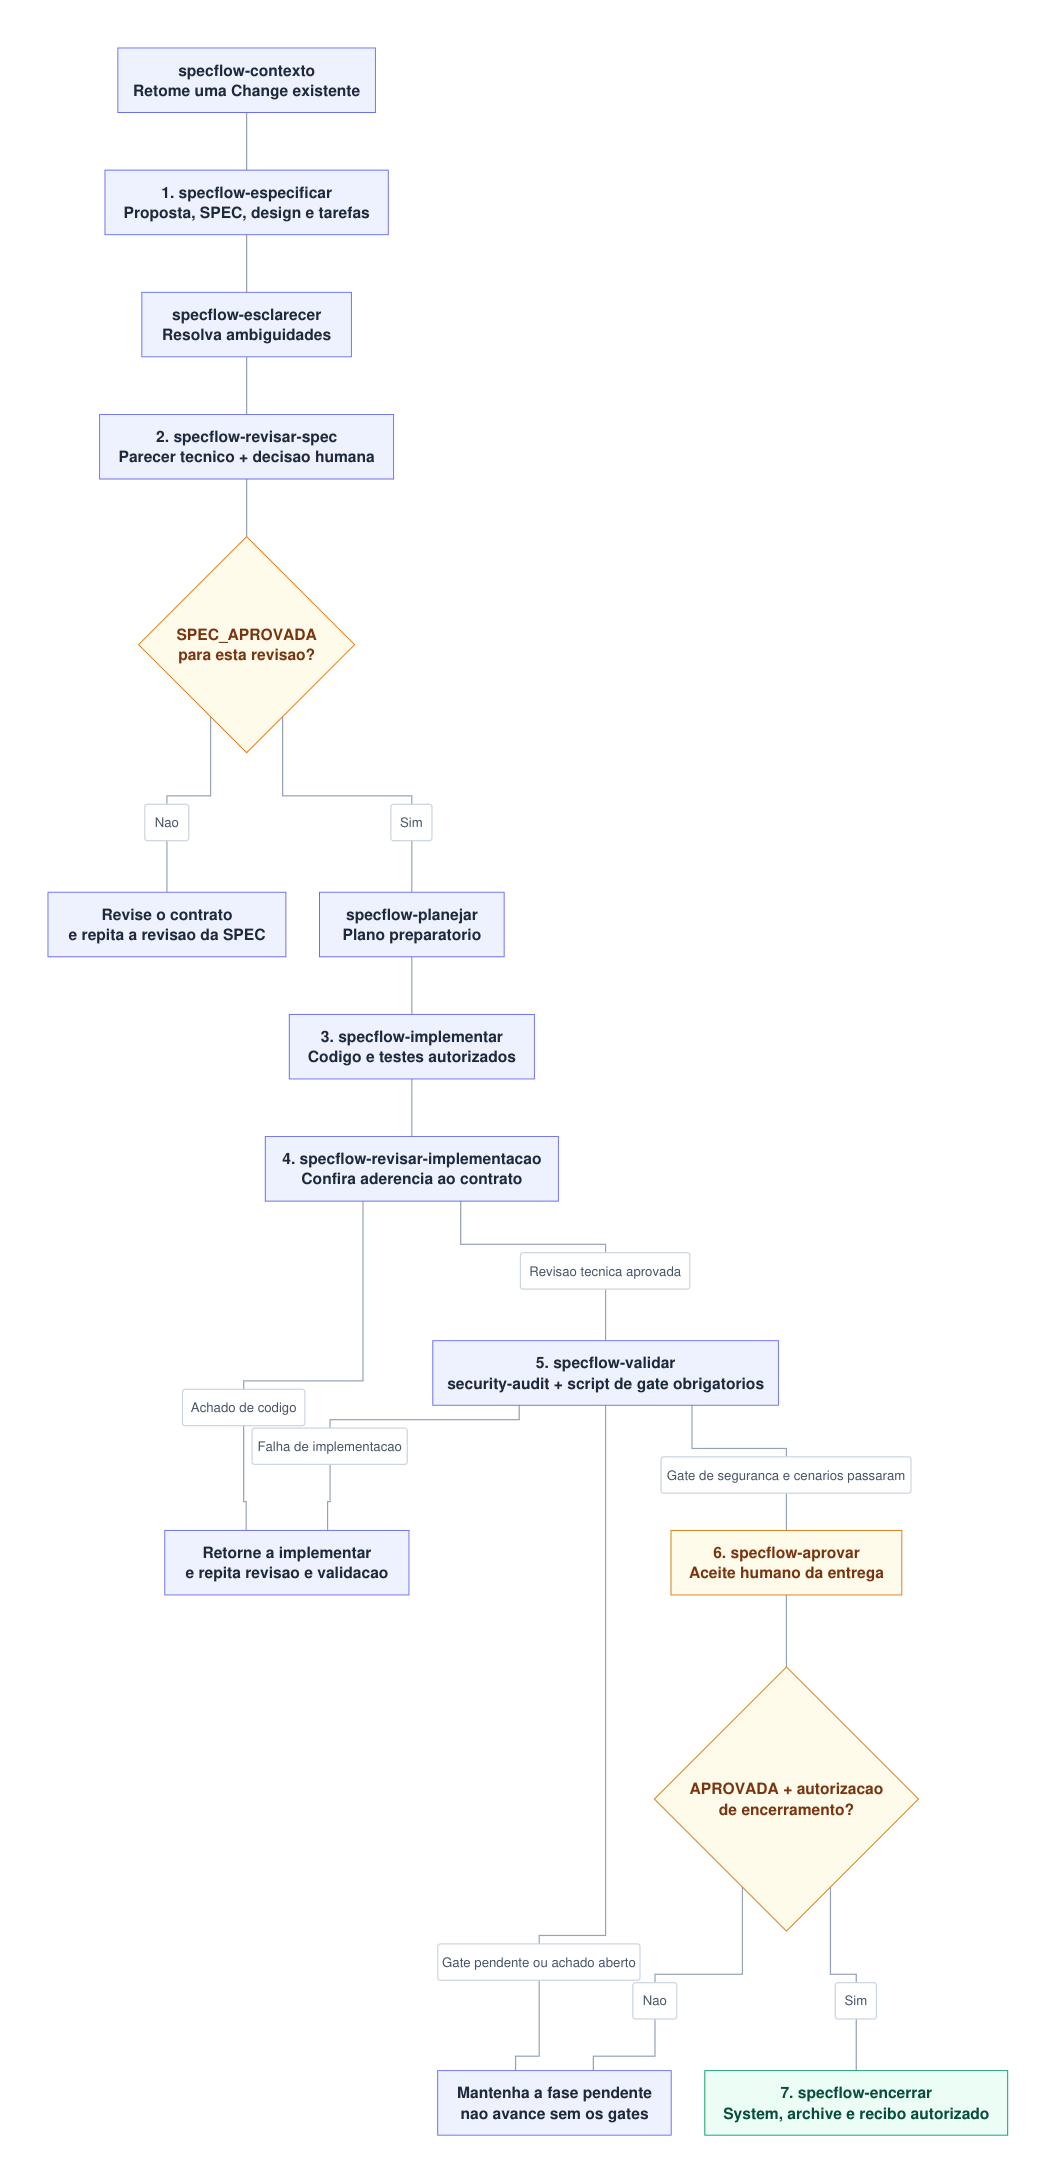 specflow-contexto
Retome uma Change existente
1. specflow-especificar
Proposta, SPEC, design e tarefas
specflow-esclarecer
Resolva ambiguidades
2. specflow-revisar-spec
Parecer tecnico + decisao humana
SPEC_APROVADA
para esta revisao?
Nao
Sim
Revise o contrato
e repita a revisao da SPEC
specflow-planejar
Plano preparatorio
3. specflow-implementar
Codigo e testes autorizados
4. specflow-revisar-implementacao
Confira aderencia ao contrato
Revisao tecnica aprovada
5. specflow-validar
security-audit + script de gate obrigatorios
Achado de codigo
Falha de implementacao
Gate de seguranca e cenarios passaram
Retorne a implementar
e repita revisao e validacao
6. specflow-aprovar
Aceite humano da entrega
APROVADA + autorizacao
de encerramento?
Gate pendente ou achado aberto
Nao
Sim
Mantenha a fase pendente
nao avance sem os gates
7. specflow-encerrar
System, archive e recibo autorizado